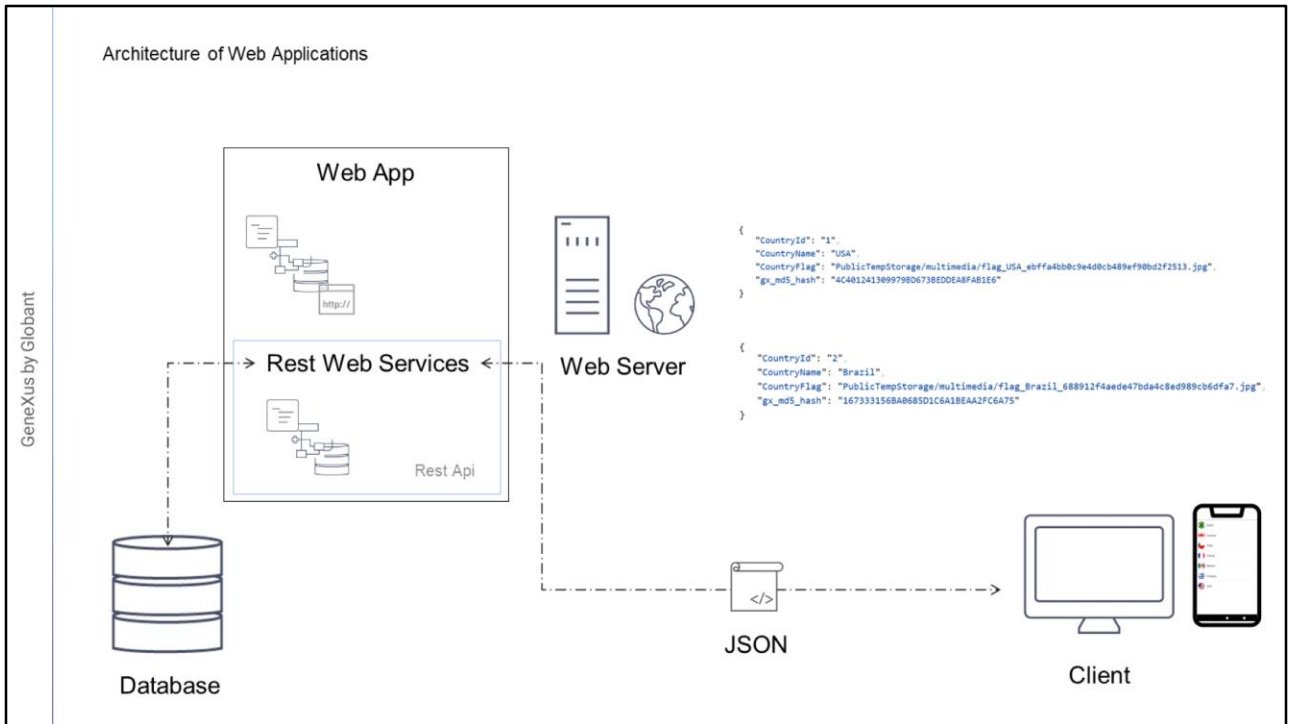 Architecture of Web Applications
GeneXus by Globant
Web App
http://
Rest Web Services
Rest Api
Web Server
{
"CountryId": "1",
"CountryName": "USA",
"CountryFlag": "PublicTempStorage/multimedia/flag_USA_ebffa4bb0c9e4d0cb489ef90bd2f2513.jpg",
"gx_md5_hash": "4C401241309979BD673BEDDEA8FAB1E6"
}
{
"CountryId": "2",
"CountryName": "Brazil",
"CountryFlag": "PublicTempStorage/multimedia/flag_Brazil_688912f4aede47bda4c8ed989cb6dfa7.jpg",
"gx_md5_hash": "167333156BA0685D1C6A1BEAA2FC6A75"
}
Database
</>
JSON
Client